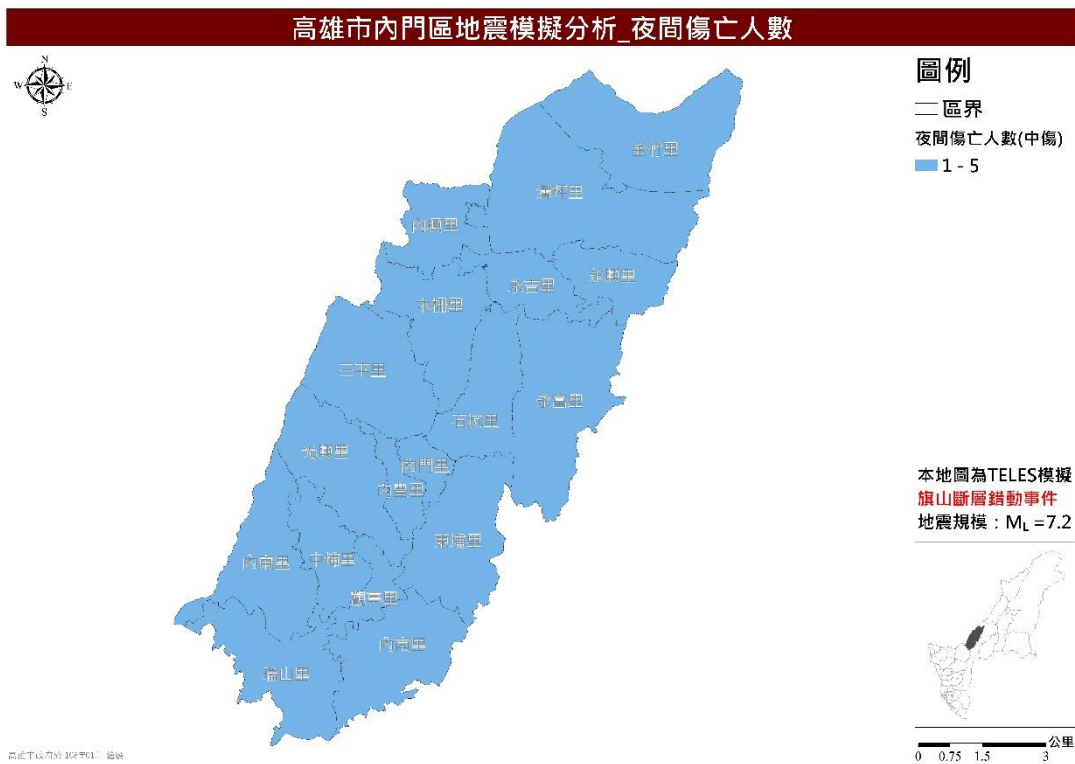 高雄市內門區地震模擬分析_夜間傷亡人數
N
W E
S
圖例
區界
夜間傷亡人數(中傷)
1 - 5
金竹里
溝坪里
內興里
永吉里
永興里
木柵里
三平里
永富里
石坑里
光興里
內門里
內豐里
東埔里
中埔里
內東里
觀亭里
內南里
瑞山里
本地圖為TELES模擬
旗山斷層錯動事件
地震規模：ML =7.2
公里
0 0.75 1.5 3